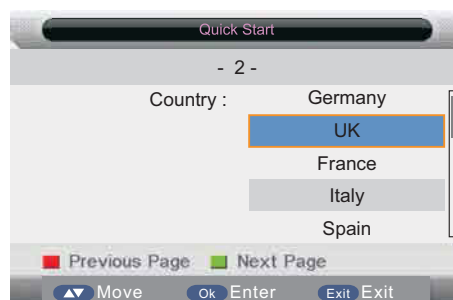 Quick Start
- 2 -
Country : Germany
UK
France
Italy
Spain
Previous Page Next Page
Move Ok Enter Exit Exit